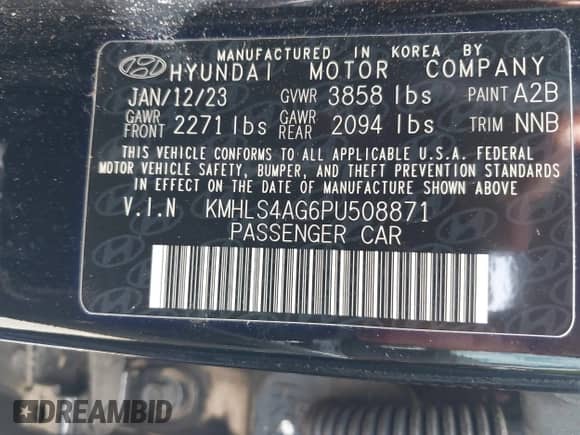 MANUFACTURED IN KOREA BY
HYUNDAI MOTOR COMPANY
JAN/12/23 GVWR 3858 lbs PAINT A2B
GAWR FRONT 2271 lbs GAWR REAR 2094 lbs TRIM NNB
THIS VEHICLE CONFORMS TO ALL APPLICABLE U.S.A. FEDERAL
MOTOR VEHICLE SAFETY, BUMPER, AND THEFT PREVENTION STANDARDS
IN EFFECT ON THE DATE OF MANUFACTURE SHOWN ABOVE
V.I.N KMHLS4AG6PU508871
PASSENGER CAR
DREAMBID